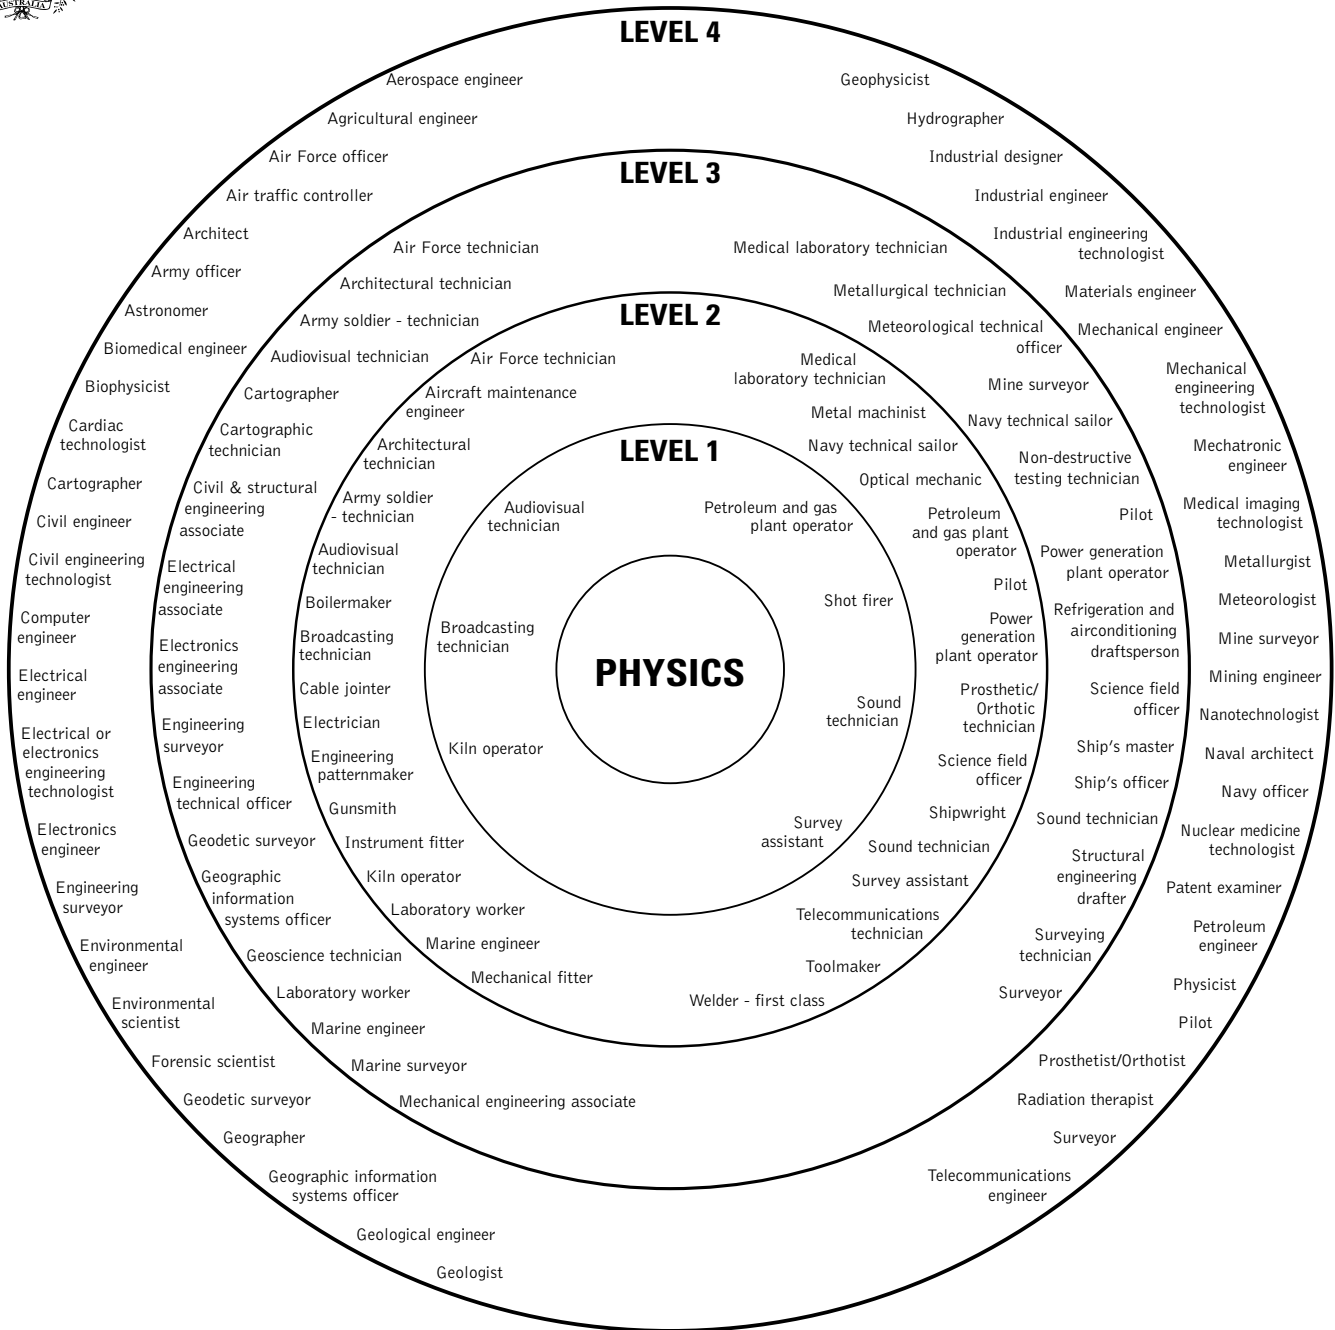 AUSTRALIA
LEVEL 4
Aerospace engineer
Agricultural engineer
Air Force officer
Air traffic controller
Architect
Army officer
Astronomer
Biomedical engineer
Biophysicist
Cardiac
technologist
Cartographer
Civil engineer
Civil engineering
technologist
Computer
engineer
Electrical
engineer
Electrical or
electronics
engineering
technologist
Electronics
engineer
Engineering
surveyor
Environmental
engineer
Environmental
scientist
Forensic scientist
Geodetic surveyor
Geographer
Geographic information
systems officer
Geological engineer
Geologist
Geophysicist
Hydrographer
Industrial designer
Industrial engineer
Industrial engineering
technologist
Materials engineer
Mechanical engineer
Mechanical
engineering
technologist
Mechatronic
engineer
Medical imaging
technologist
Metallurgist
Meteorologist
Mine surveyor
Mining engineer
Nanotechnologist
Naval architect
Navy officer
Nuclear medicine
technologist
Patent examiner
Petroleum
engineer
Physicist
Pilot
Prosthetist/Orthotist
Radiation therapist
Surveyor
Telecommunications
engineer
LEVEL 3
Air Force technician
Architectural technician
Army soldier - technician
Audiovisual technician
Cartographer
Cartographic
technician
Civil & structural
engineering
associate
Electrical
engineering
associate
Electronics
engineering
associate
Engineering
surveyor
Engineering
technical officer
Geodetic surveyor
Geographic
information
systems officer
Geoscience technician
Laboratory worker
Marine engineer
Marine surveyor
Mechanical engineering associate
Medical laboratory technician
Metallurgical technician
Meteorological technical
officer
Mine surveyor
Navy technical sailor
Non-destructive
testing technician
Pilot
Power generation
plant operator
Refrigeration and
airconditioning
draftsperson
Science field
officer
Ship's master
Ship's officer
Sound technician
Structural
engineering
drafter
Surveying
technician
Surveyor
LEVEL 2
Air Force technician
Aircraft maintenance
engineer
Architectural
technician
Army soldier
- technician
Audiovisual
technician
Boilermaker
Broadcasting
technician
Cable jointer
Electrician
Engineering
patternmaker
Gunsmith
Instrument fitter
Kiln operator
Laboratory worker
Marine engineer
Mechanical fitter
Medical
laboratory technician
Metal machinist
Navy technical sailor
Optical mechanic
Petroleum
and gas plant
operator
Pilot
Power
generation
plant operator
Prosthetic/
Orthotic
technician
Science field
officer
Shipwright
Sound technician
Survey assistant
Telecommunications
technician
Toolmaker
Welder - first class
LEVEL 1
Audiovisual
technician
Broadcasting
technician
Kiln operator
Petroleum and gas
plant operator
Shot firer
Sound
technician
Survey
assistant
PHYSICS